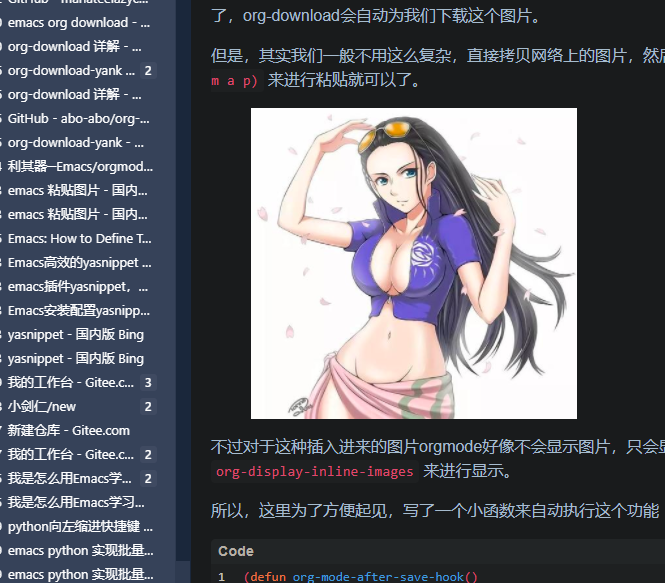 GitHub - manateelazyc...
emacs org download - ...
org-download 详解 - ...
org-download-yank ... 2
org-download 详解 - ...
GitHub - abo-abo/org-...
org-download-yank - ...
利其器—Emacs/orgmod...
emacs 粘贴图片 - 国内...
emacs 粘贴图片 - 国内...
Emacs: How to Define T...
Emacs高效的yasnippet ...
emacs插件yasnippet，...
Emacs安装配置yasnipp...
yasnippet - 国内版 Bing
yasnippet - 国内版 Bing
我的工作台 - Gitee.c... 3
小剑仁/new 2
新建仓库 - Gitee.com
我的工作台 - Gitee.c... 2
我是怎么用Emacs学... 2
我是怎么用Emacs学习...
python向左缩进快捷键 ...
emacs python 实现批量...
emacs python 实现批量...
了，org-download会自动为我们下载这个图片。
但是，其实我们一般不用这么复杂，直接拷贝网络上的图片，然后
m a p) 来进行粘贴就可以了。
不过对于这种插入进来的图片orgmode好像不会显示图片，只会显
org-display-inline-images 来进行显示。
所以，这里为了方便起见，写了一个小函数来自动执行这个功能
Code
1 (defun org-mode-after-save-hook()